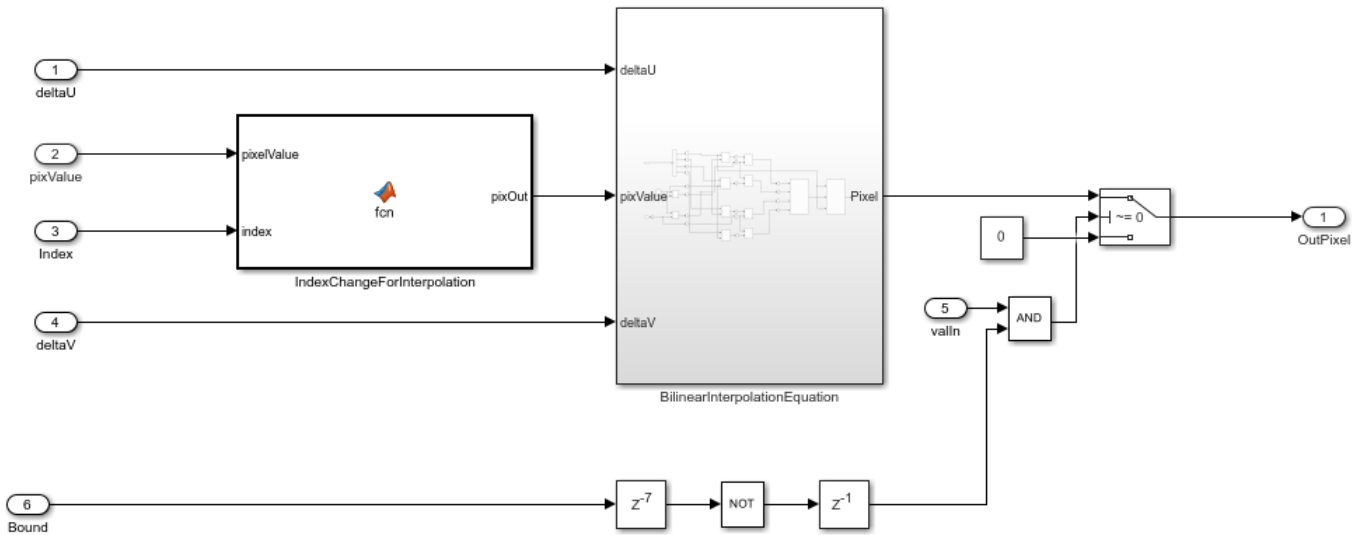 1
deltaU
2
pixValue
3
Index
4
deltaV
pixelValue
index
fcn
pixOut
IndexChangeForInterpolation
deltaU
pixValue
deltaV
Pixel
BilinearInterpolationEquation
0
~= 0
1
OutPixel
5
valIn
AND
6
Bound
Z-7
NOT
Z-1